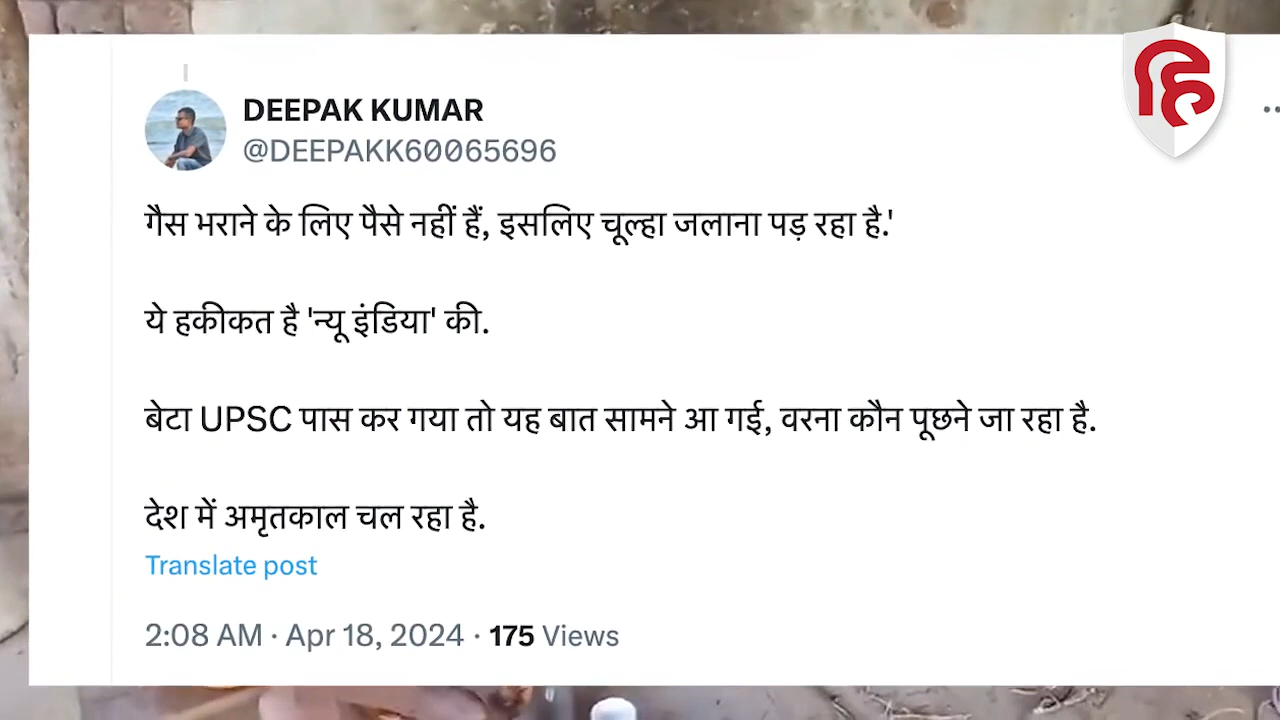 हि
DEEPAK KUMAR
@DEEPAKK60065696
गैस भराने के लिए पैसे नहीं हैं, इसलिए चूल्हा जलाना पड़ रहा है.'
ये हकीकत है 'न्यू इंडिया' की.
बेटा UPSC पास कर गया तो यह बात सामने आ गई, वरना कौन पूछने जा रहा है.
देश में अमृतकाल चल रहा है.
Translate post
2:08 AM · Apr 18, 2024 · 175 Views